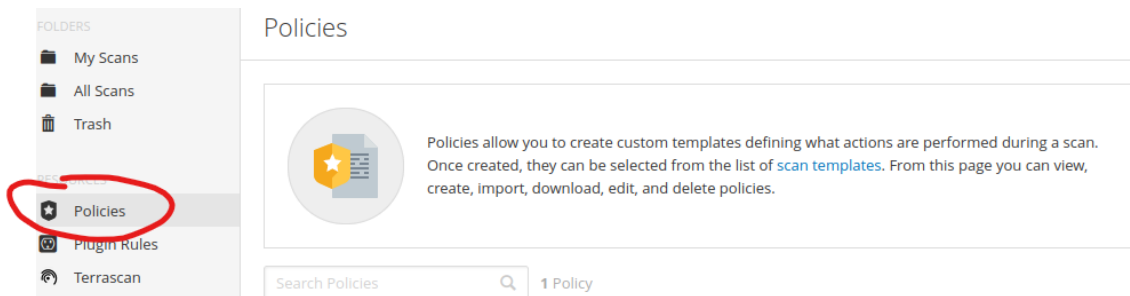 FOLDERS
My Scans
All Scans
Trash
RESOURCES
Policies
Plugin Rules
Terrascan
Policies
Policies allow you to create custom templates defining what actions are performed during a scan.
Once created, they can be selected from the list of scan templates. From this page you can view,
create, import, download, edit, and delete policies.
Search Policies
1 Policy